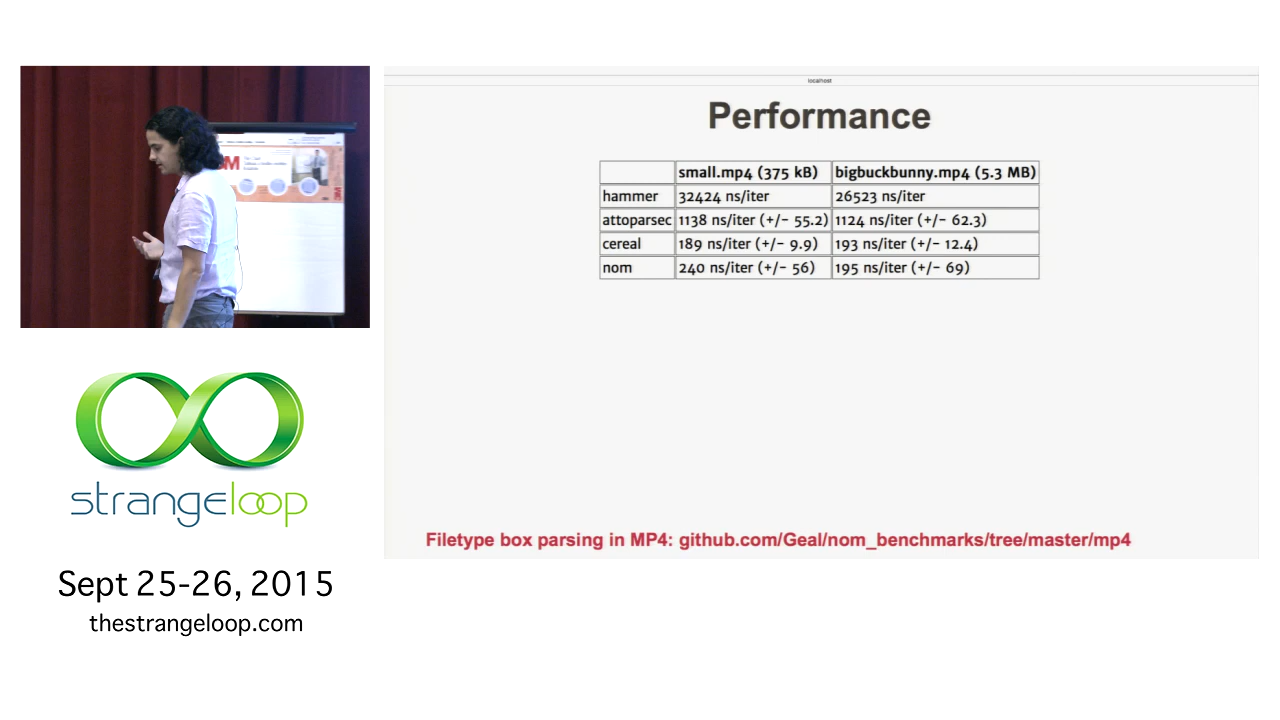 localhost
Performance
small.mp4 (375 kB) bigbuckbunny.mp4 (5.3 MB)
hammer 32424 ns/iter 26523 ns/iter
attoparsec 1138 ns/iter (+/- 55.2) 1124 ns/iter (+/- 62.3)
cereal 189 ns/iter (+/- 9.9) 193 ns/iter (+/- 12.4)
nom 240 ns/iter (+/- 56) 195 ns/iter (+/- 69)
Filetype box parsing in MP4: github.com/Geal/nom_benchmarks/tree/master/mp4
strangeloop
Sept 25-26, 2015
thestrangeloop.com